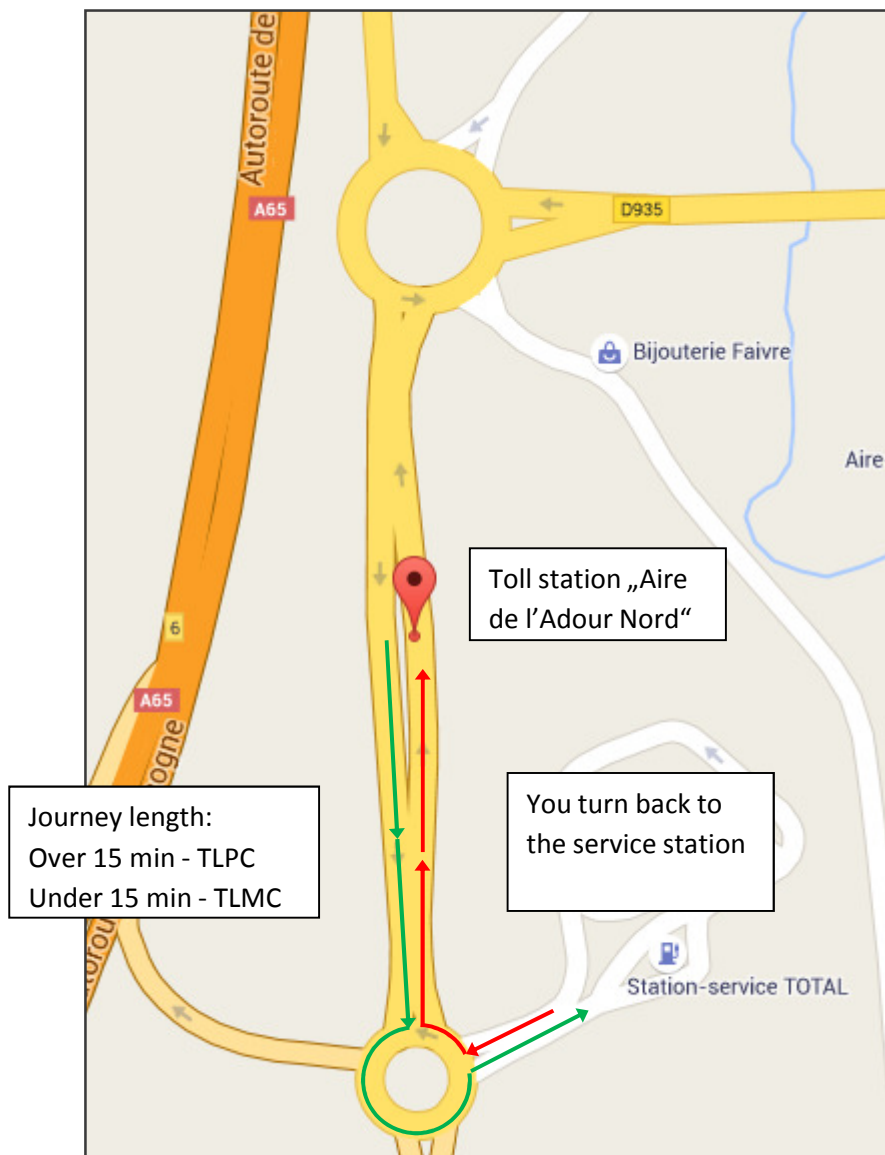 Autoroute de
A65
D935
Bijouterie Faivre
Aire
Toll station „Aire
de l’Adour Nord“
6
A65
ogne
Journey length:
Over 15 min - TLPC
Under 15 min - TLMC
You turn back to
the service station
Station-service TOTAL